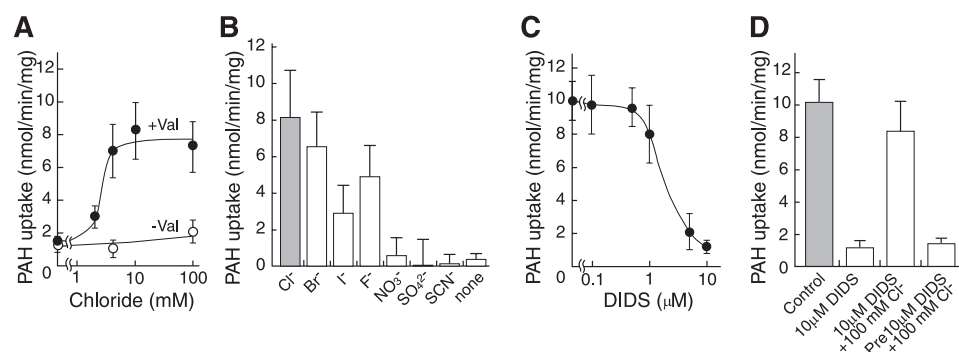 A
PAH uptake (nmol/min/mg)
12
10
8
6
4
2
0
+Val
-Val
1
10
100
Chloride (mM)
B
PAH uptake (nmol/min/mg)
12
10
8
6
4
2
0
Cl-
Br-
I-
F-
NO3-
SO42-
SCN-
none
C
PAH uptake (nmol/min/mg)
12
10
8
6
4
2
0
0.1
1
10
DIDS (μM)
D
PAH uptake (nmol/min/mg)
12
10
8
6
4
2
0
Control
10μM DIDS
10μM DIDS
+100 mM Cl-
Pre10μM DIDS
+100 mM Cl-